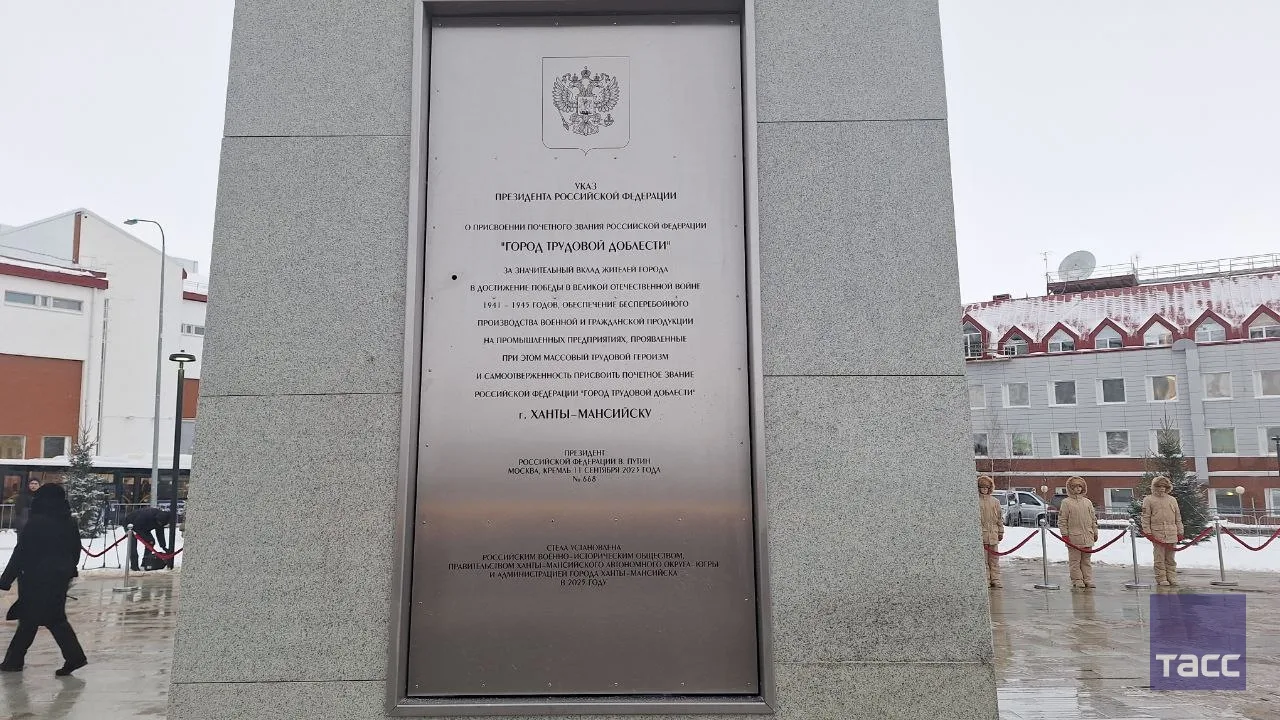 УКАЗ
ПРЕЗИДЕНТА РОССИЙСКОЙ ФЕДЕРАЦИИ
О ПРИСВОЕНИИ ПОЧЕТНОГО ЗВАНИЯ РОССИЙСКОЙ ФЕДЕРАЦИИ
"ГОРОД ТРУДОВОЙ ДОБЛЕСТИ"
ЗА ЗНАЧИТЕЛЬНЫЙ ВКЛАД ЖИТЕЛЕЙ ГОРОДА
В ДОСТИЖЕНИЕ ПОБЕДЫ В ВЕЛИКОЙ ОТЕЧЕСТВЕННОЙ ВОЙНЕ
1941 – 1945 ГОДОВ, ОБЕСПЕЧЕНИЕ БЕСПЕРЕБОЙНОГО
ПРОИЗВОДСТВА ВОЕННОЙ И ГРАЖДАНСКОЙ ПРОДУКЦИИ
НА ПРОМЫШЛЕННЫХ ПРЕДПРИЯТИЯХ, ПРОЯВЛЕННЫЕ
ПРИ ЭТОМ МАССОВЫЙ ТРУДОВОЙ ГЕРОИЗМ
И САМООТВЕРЖЕННОСТЬ ПРИСВОИТЬ ПОЧЕТНОЕ ЗВАНИЕ
РОССИЙСКОЙ ФЕДЕРАЦИИ "ГОРОД ТРУДОВОЙ ДОБЛЕСТИ"
г. ХАНТЫ-МАНСИЙСКУ
ПРЕЗИДЕНТ
РОССИЙСКОЙ ФЕДЕРАЦИИ В. ПУТИН
МОСКВА, КРЕМЛЬ, 11 СЕНТЯБРЯ 2023 ГОДА
№ 668
СТЕЛА УСТАНОВЛЕНА
РОССИЙСКИМ ВОЕННО-ИСТОРИЧЕСКИМ ОБЩЕСТВОМ,
ПРАВИТЕЛЬСТВОМ ХАНТЫ-МАНСИЙСКОГО АВТОНОМНОГО ОКРУГА- ЮГРЫ
И АДМИНИСТРАЦИЕЙ ГОРОДА ХАНТЫ-МАНСИЙСКА
В 2025 ГОДУ
ТАСС